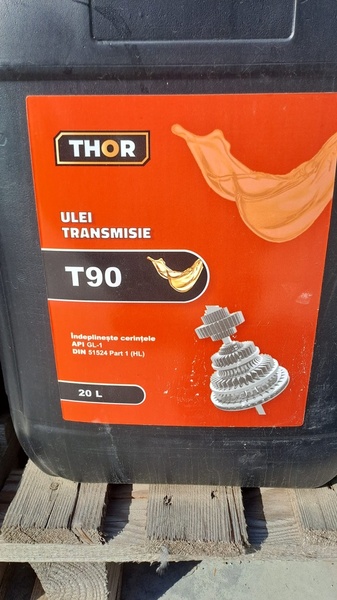 THOR
ULEI
TRANSMISIE
T90
Îndeplinește cerințele
API GL-1
DIN 51524 Part 1 (HL)
20 L